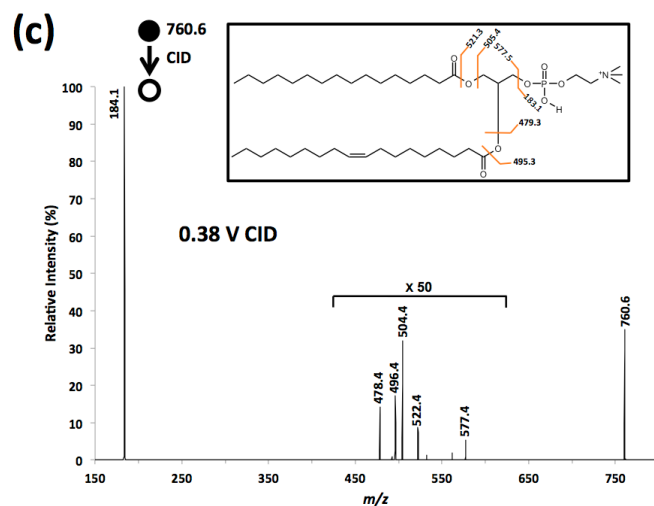 (c)
760.6
CID
521.3
505.4
577.5
183.1
479.3
495.3
O
O
O
P
O
O
H
O
N
+
O
O
184.1
0.38 V CID
x 50
478.4
496.4
504.4
522.4
577.4
760.6
Relative Intensity (%)
100
90
80
70
60
50
40
30
20
10
0
150
250
350
450
550
650
750
m/z